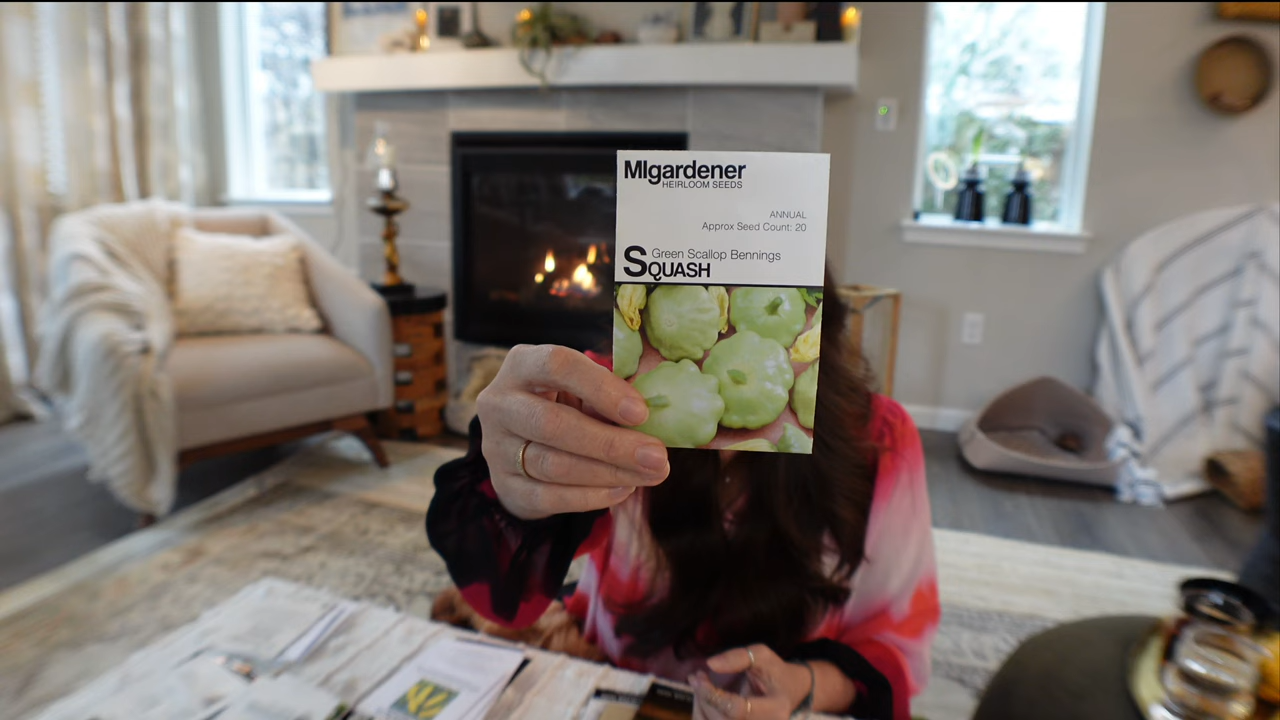 MIgardener
HEIRLOOM SEEDS
ANNUAL
Approx Seed Count: 20
Green Scallop Bennings
SQUASH